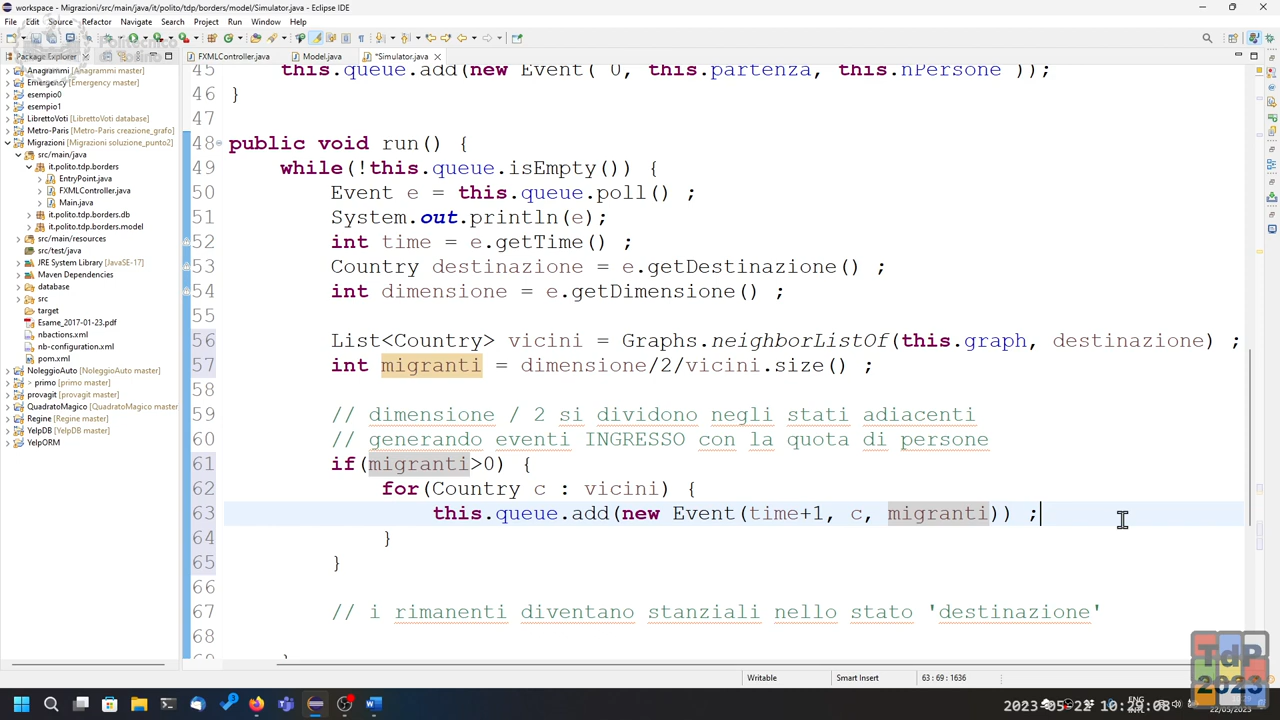 workspace - Migrazioni/src/main/java/it/polito/tdp/borders/model/Simulator.java - Eclipse IDE
File Edit Source Refactor Navigate Search Project Run Window Help
Politecnico
Package Explorer
FXMLController.java Model.java *Simulator.java
Anagrammi [Anagrammi master]
Emergency [Emergency master]
esempio0
esempio1
LibrettoVoti [LibrettoVoti database]
Metro-Paris [Metro-Paris creazione_grafo]
Migrazioni [Migrazioni soluzione_punto2]
src/main/java
it.polito.tdp.borders
EntryPoint.java
FXMLController.java
Main.java
it.polito.tdp.borders.db
it.polito.tdp.borders.model
src/main/resources
src/test/java
JRE System Library [JavaSE-17]
Maven Dependencies
database
src
target
Esame_2017-01-23.pdf
nbactions.xml
nb-configuration.xml
pom.xml
NoleggioAuto [NoleggioAuto master]
> primo [primo master]
provagit [provagit master]
QuadratoMagico [QuadratoMagico master]
Regine [Regine master]
YelpDB [YelpDB master]
YelpORM
45 this.queue.add(new Event( 0, this.partenza, this.nPersone ));
46 }
47
48 public void run() {
49 while(!this.queue.isEmpty()) {
50 Event e = this.queue.poll() ;
51 System.out.println(e);
52 int time = e.getTime() ;
53 Country destinazione = e.getDestinazione() ;
54 int dimensione = e.getDimensione() ;
55
56 List<Country> vicini = Graphs.neighborListOf(this.graph, destinazione) ;
57 int migranti = dimensione/2/vicini.size() ;
58
59 // dimensione / 2 si dividono negli stati adiacenti
60 // generando eventi INGRESSO con la quota di persone
61 if(migranti>0) {
62 for(Country c : vicini) {
63 this.queue.add(new Event(time+1, c, migranti)) ;
64 }
65 }
66
67 // i rimanenti diventano stanziali nello stato 'destinazione'
68
69 }
Writable Smart Insert 63 : 69 : 1636
TdP
2023
ENG